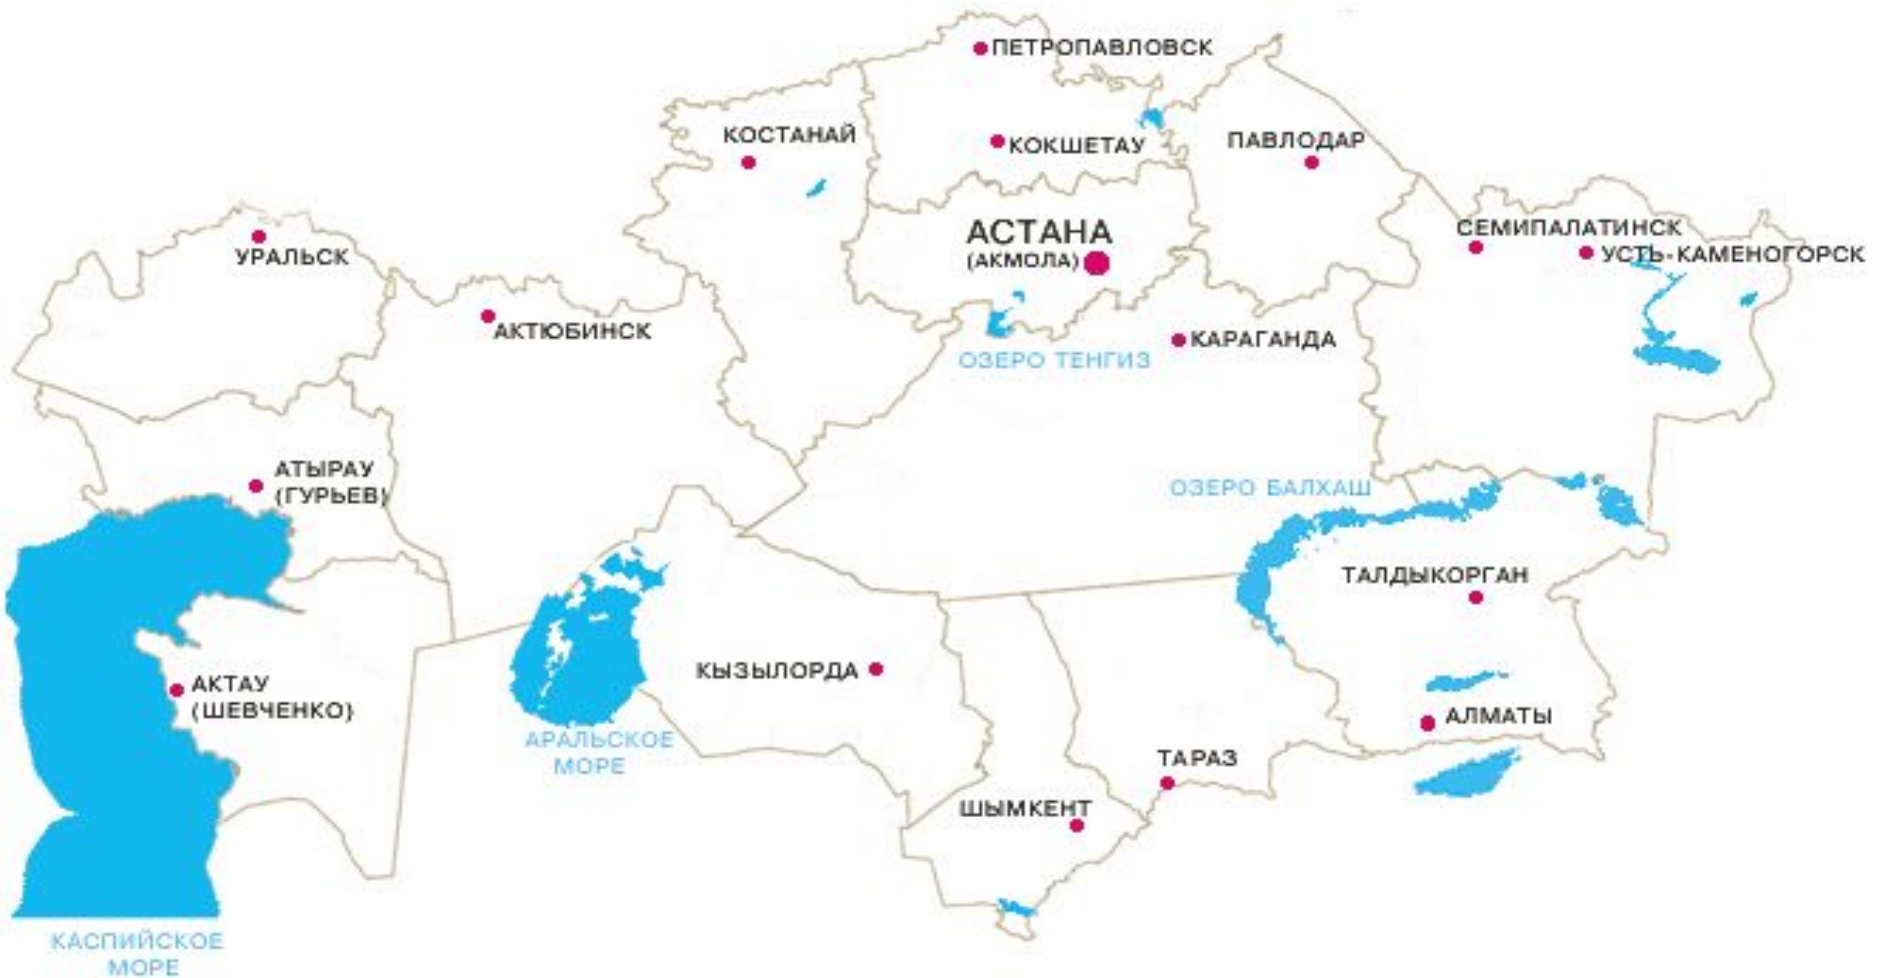 ПЕТРОПАВЛОВСК
КОСТАНАЙ
КОКШЕТАУ
ПАВЛОДАР
АСТАНА
(АКМОЛА)
СЕМИПАЛАТИНСК
УСТЬ-КАМЕНОГОРСК
УРАЛЬСК
АКТЮБИНСК
КАРАГАНДА
ОЗЕРО ТЕНГИЗ
АТЫРАУ
(ГУРЬЕВ)
ОЗЕРО БАЛХАШ
ТАЛДЫКОРГАН
КЫЗЫЛОРДА
АКТАУ
(ШЕВЧЕНКО)
АЛМАТЫ
АРАЛЬСКОЕ
МОРЕ
ТАРАЗ
ШЫМКЕНТ
КАСПИЙСКОЕ
МОРЕ